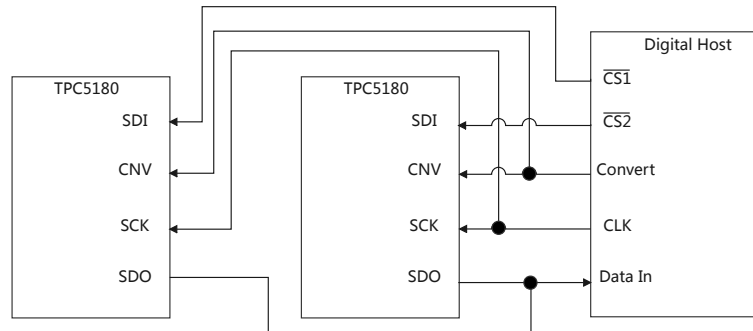 Digital Host
TPC5180
TPC5180
CS1
SDI
SDI
CS2
CNV
CNV
Convert
SCK
SCK
CLK
SDO
SDO
Data In